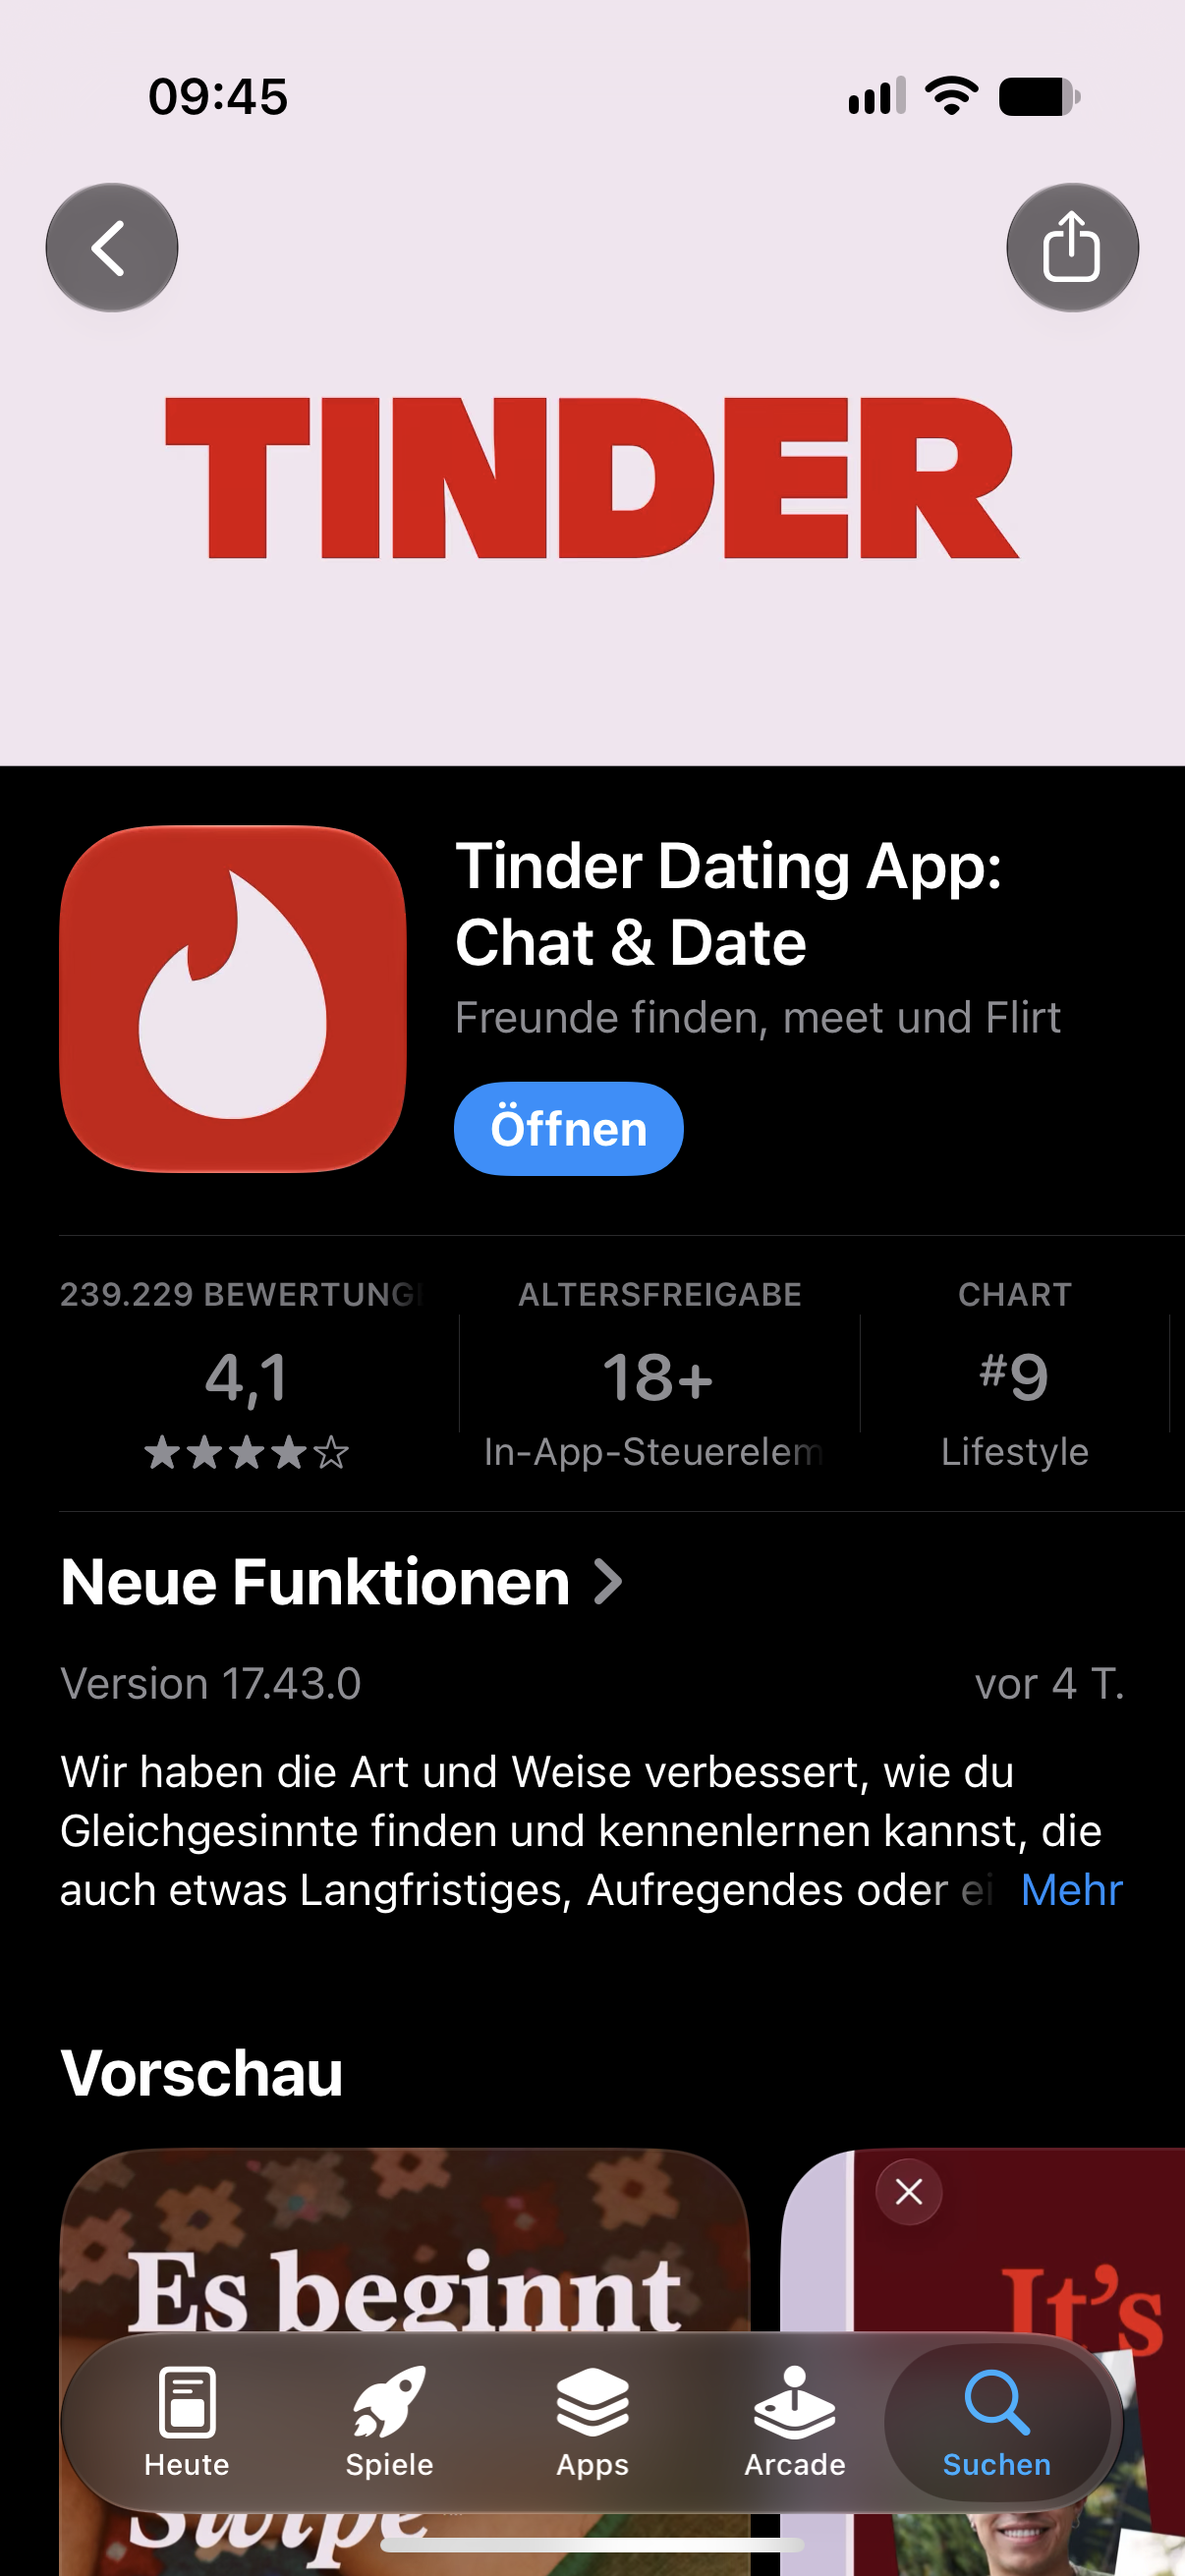 09:45
TINDER
Tinder Dating App:
Chat & Date
Freunde finden, meet und Flirt
Öffnen
239.229 BEWERTUNG
ALTERSFREIGABE
CHART
4,1
18+
#9
In-App-Steuerelem
Lifestyle
Neue Funktionen
Version 17.43.0
vor 4 T.
Wir haben die Art und Weise verbessert, wie du
Gleichgesinnte finden und kennenlernen kannst, die
auch etwas Langfristiges, Aufregendes oder ei Mehr
Vorschau
Es beginnt
It's
Heute
Spiele
Apps
Arcade
Suchen
Swipe